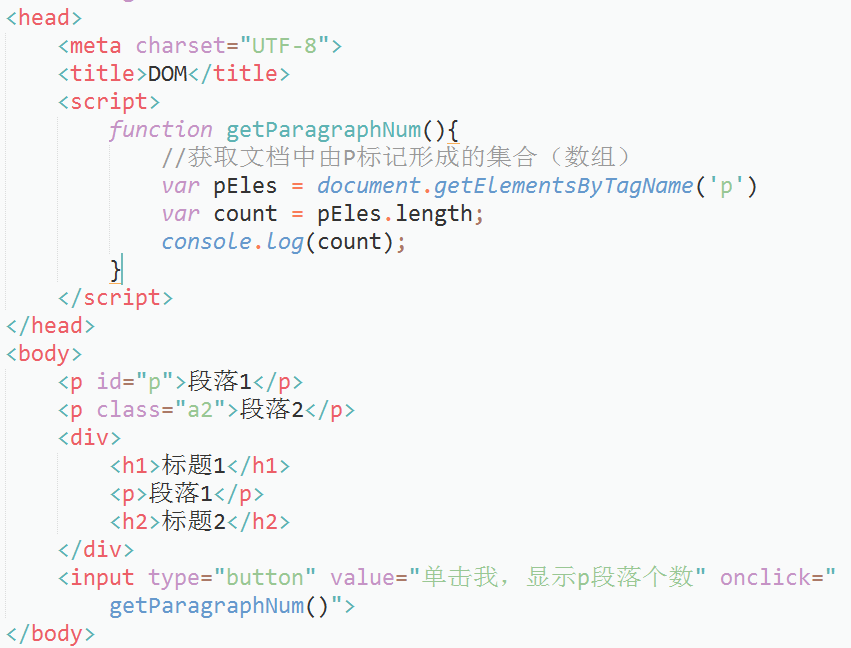 <head>
<meta charset="UTF-8">
<title>DOM</title>
<script>
function getParagraphNum(){
//获取文档中由P标记形成的集合（数组）
var pEles = document.getElementsByTagName('p')
var count = pEles.length;
console.log(count);
}
</script>
</head>
<body>
<p id="p">段落1</p>
<p class="a2">段落2</p>
<div>
<h1>标题1</h1>
<p>段落1</p>
<h2>标题2</h2>
</div>
<input type="button" value="单击我，显示p段落个数" onclick="
getParagraphNum()">
</body>